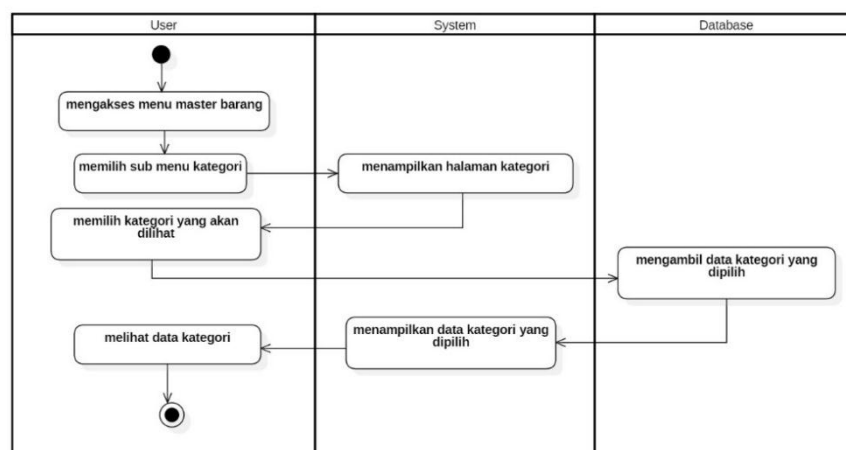 User
System
Database
mengakses menu master barang
memilih sub menu kategori
menampilkan halaman kategori
memilih kategori yang akan
dilihat
mengambil data kategori yang
dipilih
menampilkan data kategori yang
dipilih
melihat data kategori